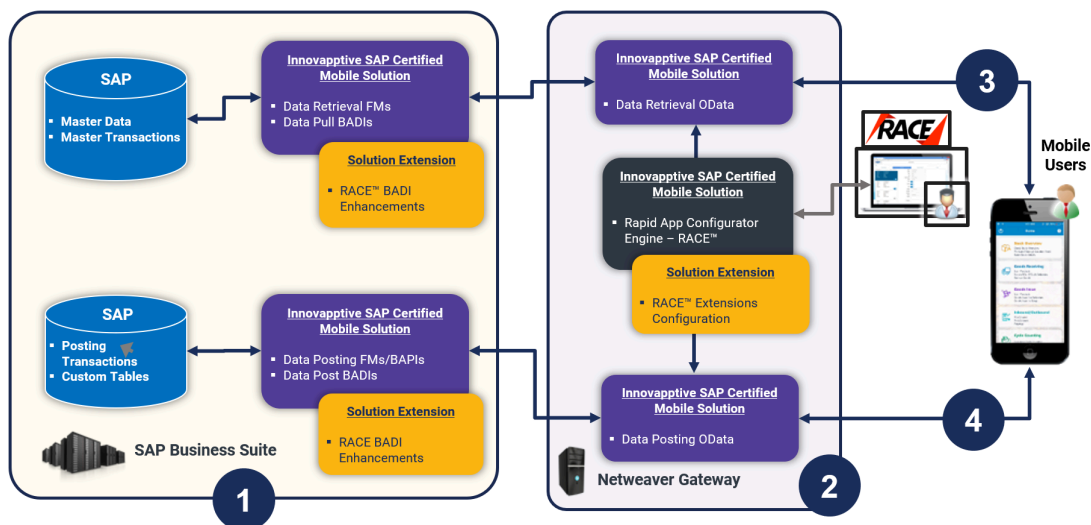 SAP
▪ Master Data
▪ Master Transactions
Innovapptive SAP Certified
Mobile Solution
▪ Data Retrieval FMs
▪ Data Pull BADIs
Solution Extension
▪ RACE™ BADI
Enhancements
SAP
▪ Posting
Transactions
▪ Custom Tables
Innovapptive SAP Certified
Mobile Solution
▪ Data Posting FMs/BAPIs
▪ Data Post BADIs
Solution Extension
▪ RACE BADI
Enhancements
SAP Business Suite
1
Innovapptive SAP Certified
Mobile Solution
▪ Data Retrieval OData
Innovapptive SAP Certified
Mobile Solution
▪ Rapid App Configurator
Engine – RACE™
Solution Extension
▪ RACE™ Extensions
Configuration
Innovapptive SAP Certified
Mobile Solution
▪ Data Posting OData
Netweaver Gateway
2
3
RACE
Mobile
Users
4